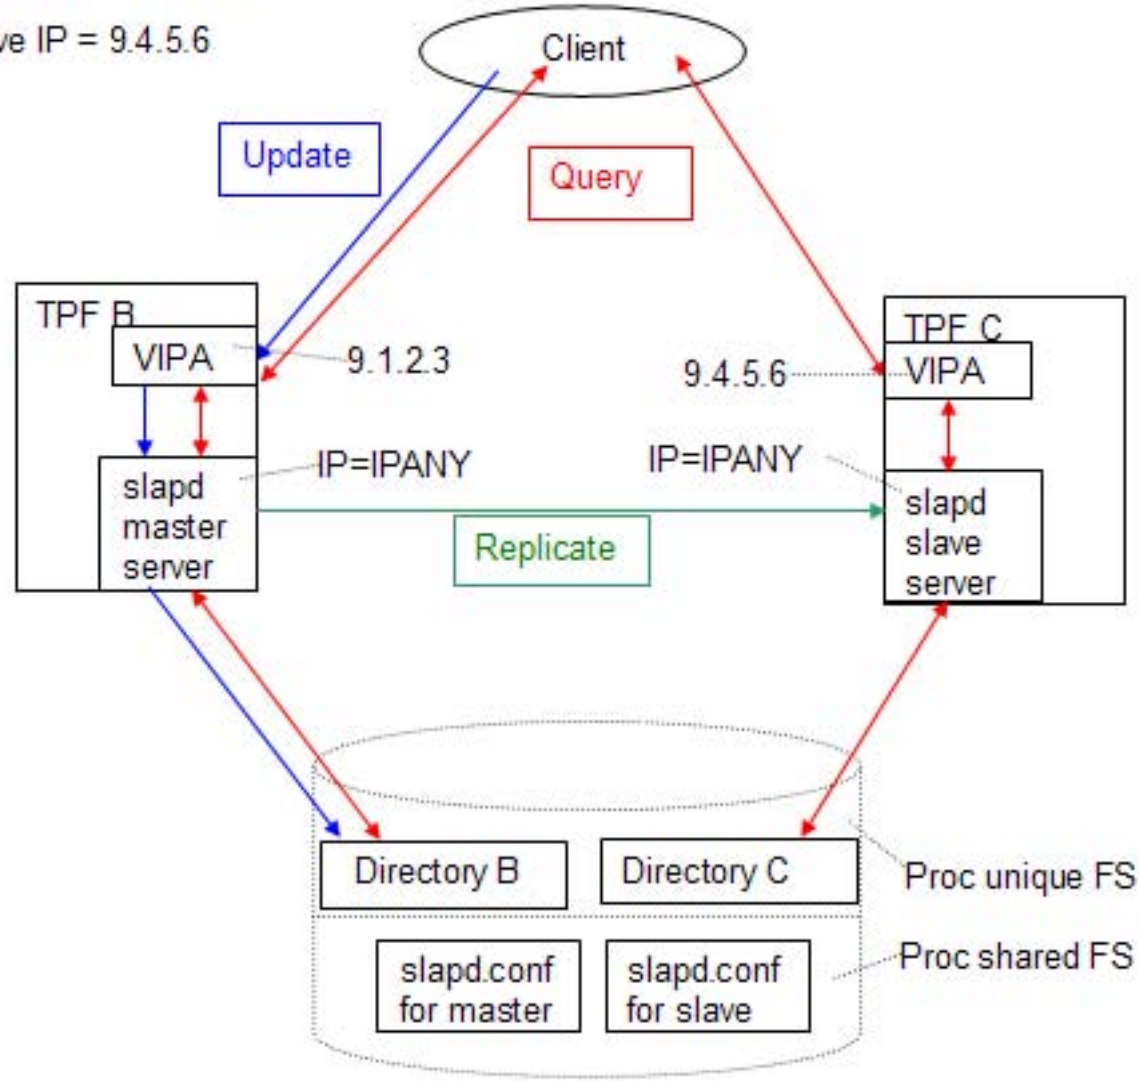 IP = 9.4.5.6
Client
Update
Query
TPF B
VIPA
9.1.2.3
TPF C
9.4.5.6
VIPA
IP=IPANY
IP=IPANY
slapd
master
server
slapd
slave
server
Replicate
Directory B
Directory C
Proc unique FS
slapd.conf
for master
slapd.conf
for slave
Proc shared FS